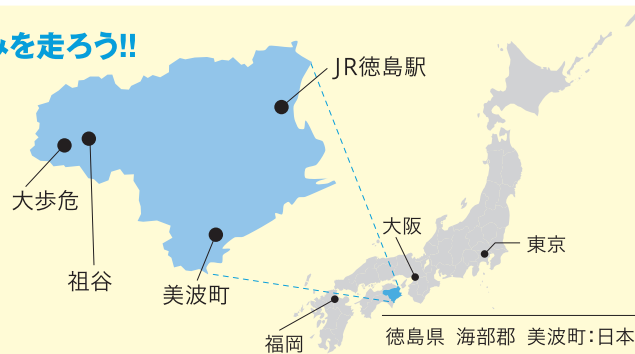 みを走ろう!!
JR徳島駅
大歩危
祖谷
美波町
大阪
東京
福岡
徳島県 海部郡 美波町：日本